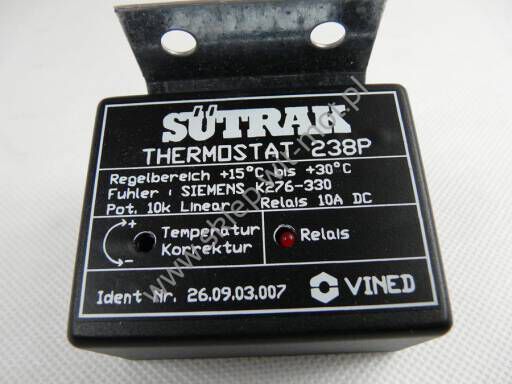 SÜTRAK
THERMOSTAT 238P
Regelbereich +15°C bis +30°C
Fuhler : SIEMENS K276-330
Pot. 10k Linear Relais 10A DC
+ Temperatur Relais
- Korrektur
Ident Nr. 26.09.03.007 VINED